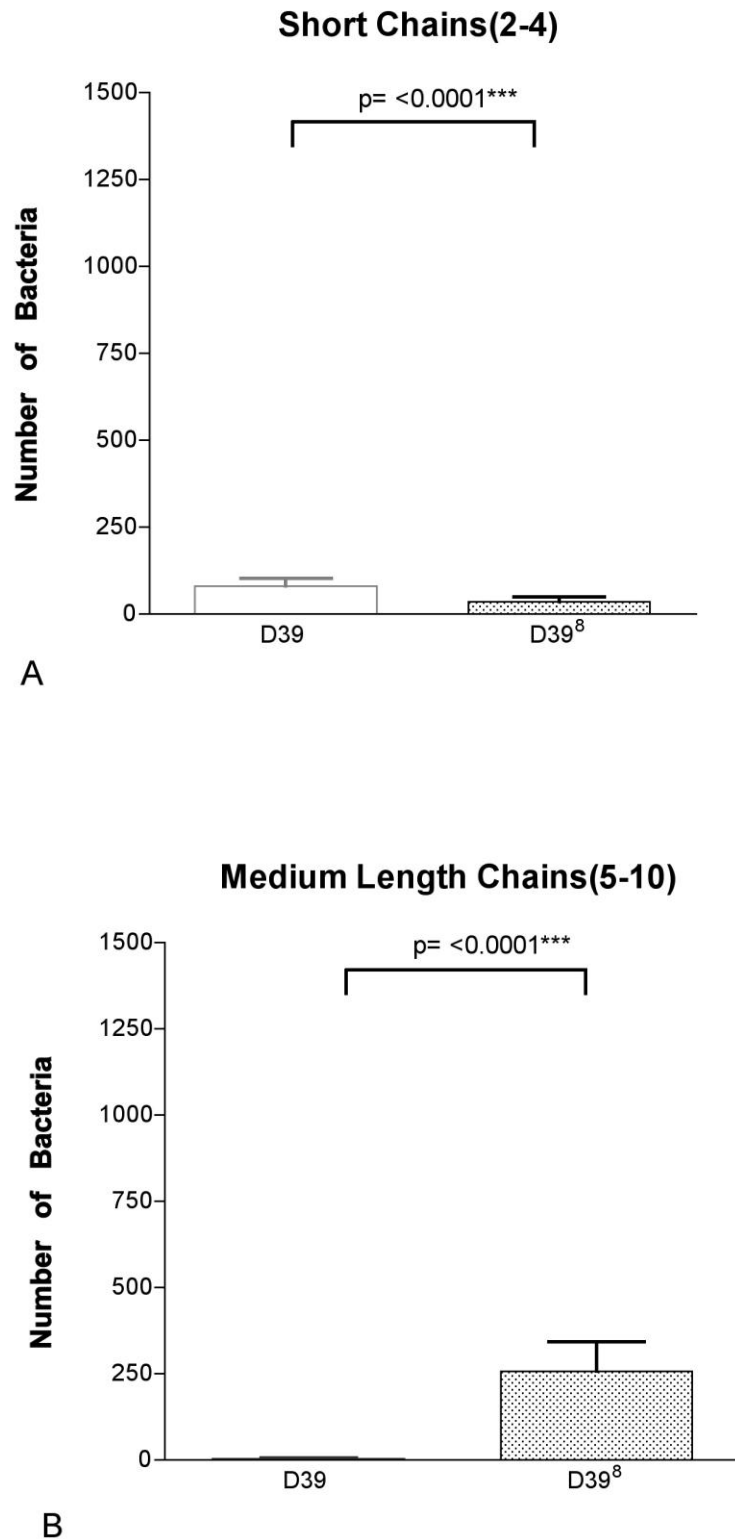 Short Chains(2-4)
p= <0.0001***
1500
1250
1000
750
500
250
0
Number of Bacteria
D39 D39⁸
A
Medium Length Chains(5-10)
p= <0.0001***
1500
1250
1000
750
500
250
0
Number of Bacteria
D39 D39⁸
B